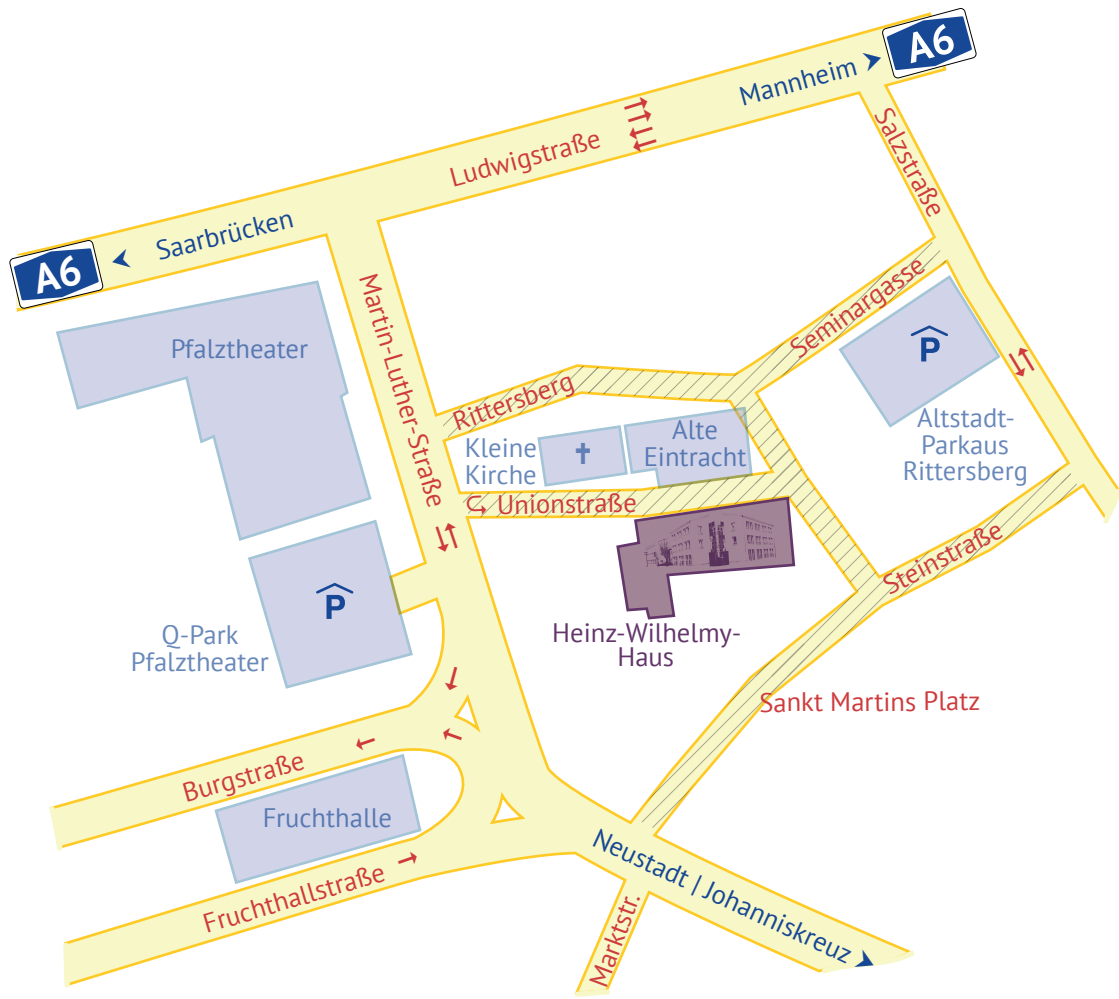 A6
Mannheim
Salzstraße
Ludwigstraße
Saarbrücken
A6
Martin-Luther-Straße
Pfalztheater
Seminargasse
P
Rittersberg
Altstadt-
Parkaus
Rittersberg
Kleine
Kirche
Alte
Eintracht
Unionstraße
Steinstraße
P
Q-Park
Pfalztheater
Heinz-Wilhelmy-
Haus
Sankt Martins Platz
Burgstraße
Fruchthalle
Fruchthallstraße
Neustadt | Johanniskreuz
Marktstr.